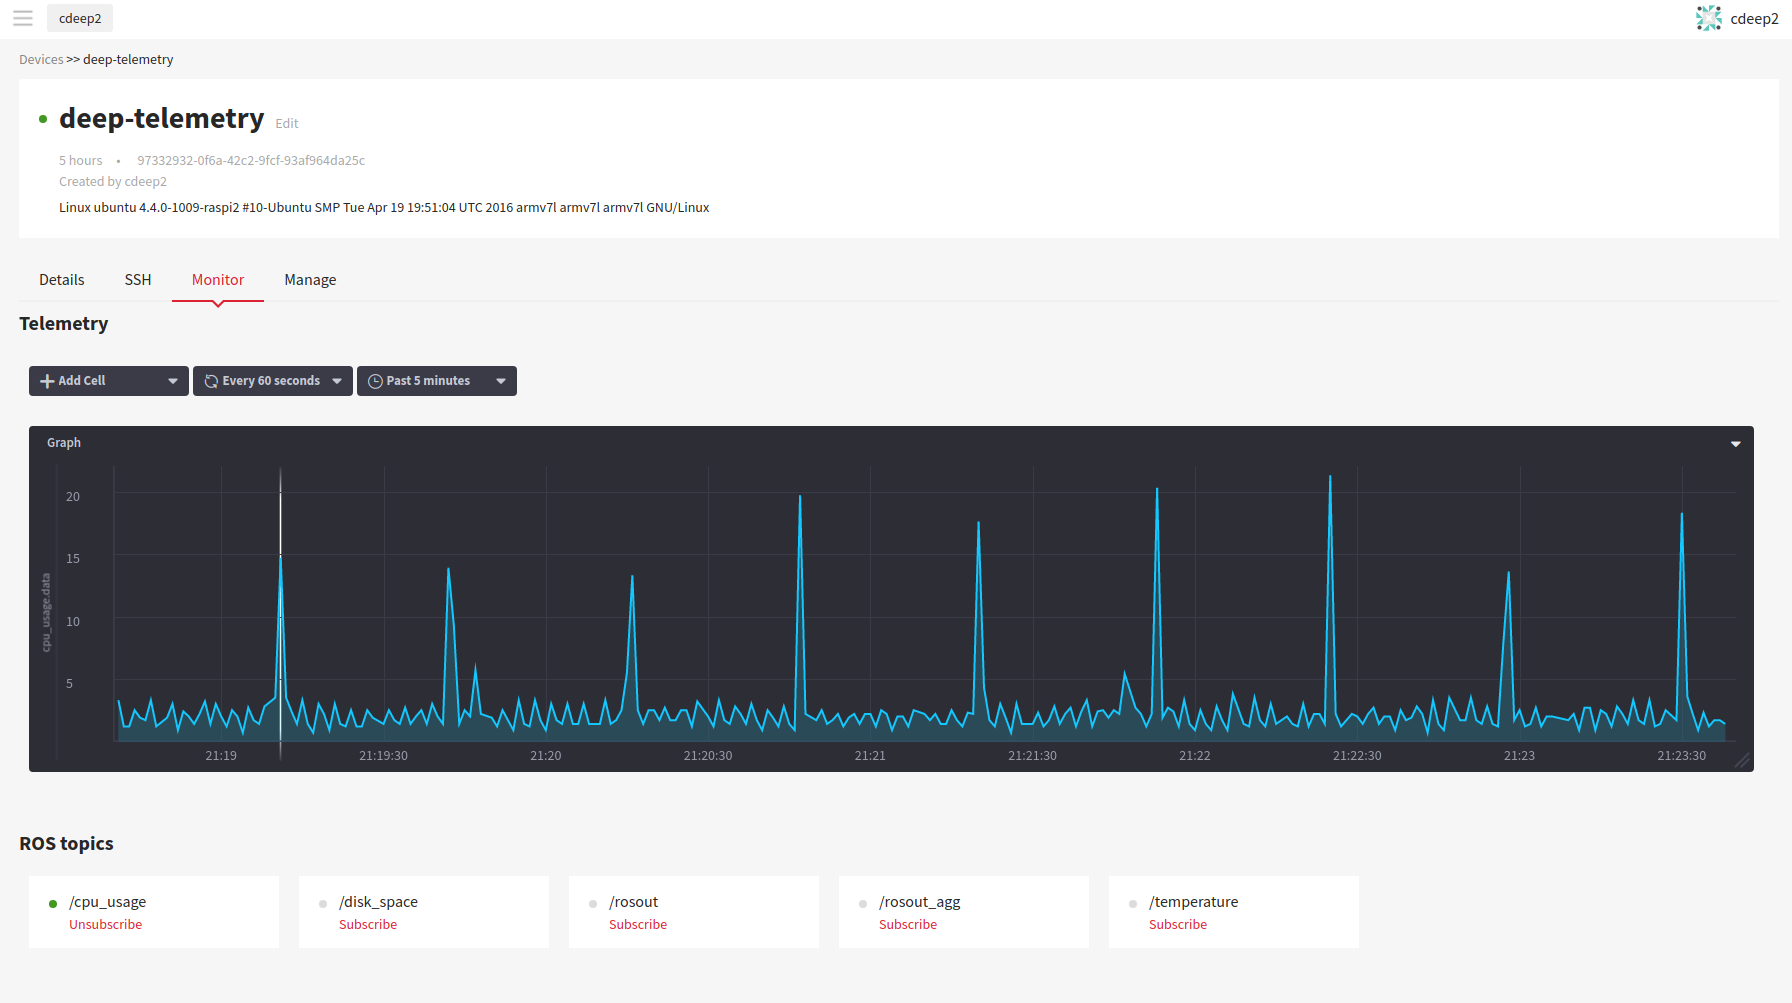 cdeep2
cdeep2
Devices >> deep-telemetry
deep-telemetry Edit
5 hours • 97332932-0f6a-42c2-9fcf-93af964da25c
Created by cdeep2
Linux ubuntu 4.4.0-1009-raspi2 #10-Ubuntu SMP Tue Apr 19 19:51:04 UTC 2016 armv7l armv7l armv7l GNU/Linux
Details SSH Monitor Manage
Telemetry
Add Cell Every 60 seconds Past 5 minutes
Graph
cpu_usage.data
20
15
10
5
21:19 21:19:30 21:20 21:20:30 21:21 21:21:30 21:22 21:22:30 21:23 21:23:30
ROS topics
/cpu_usage
Unsubscribe
/disk_space
Subscribe
/rosout
Subscribe
/rosout_agg
Subscribe
/temperature
Subscribe